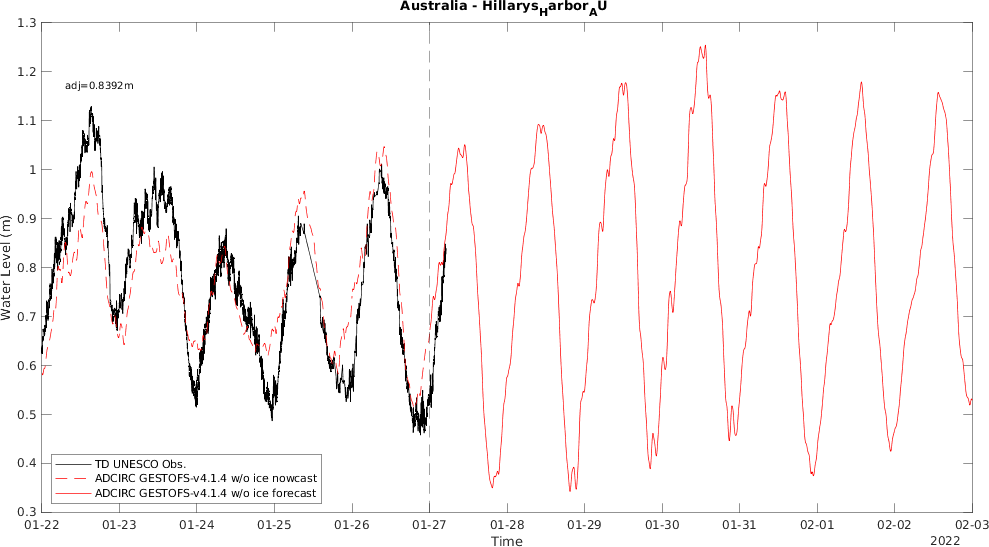 Australia - Hillarys_Harbor_AU
adj=0.8392m
1.3
1.2
1.1
1
0.9
0.8
0.7
0.6
0.5
0.4
0.3
Water Level (m)
TD UNESCO Obs.
ADCIRC GESTOFS-v4.1.4 w/o ice nowcast
ADCIRC GESTOFS-v4.1.4 w/o ice forecast
01-22 01-23 01-24 01-25 01-26 01-27 01-28 01-29 01-30 01-31 02-01 02-02 02-03
Time
2022